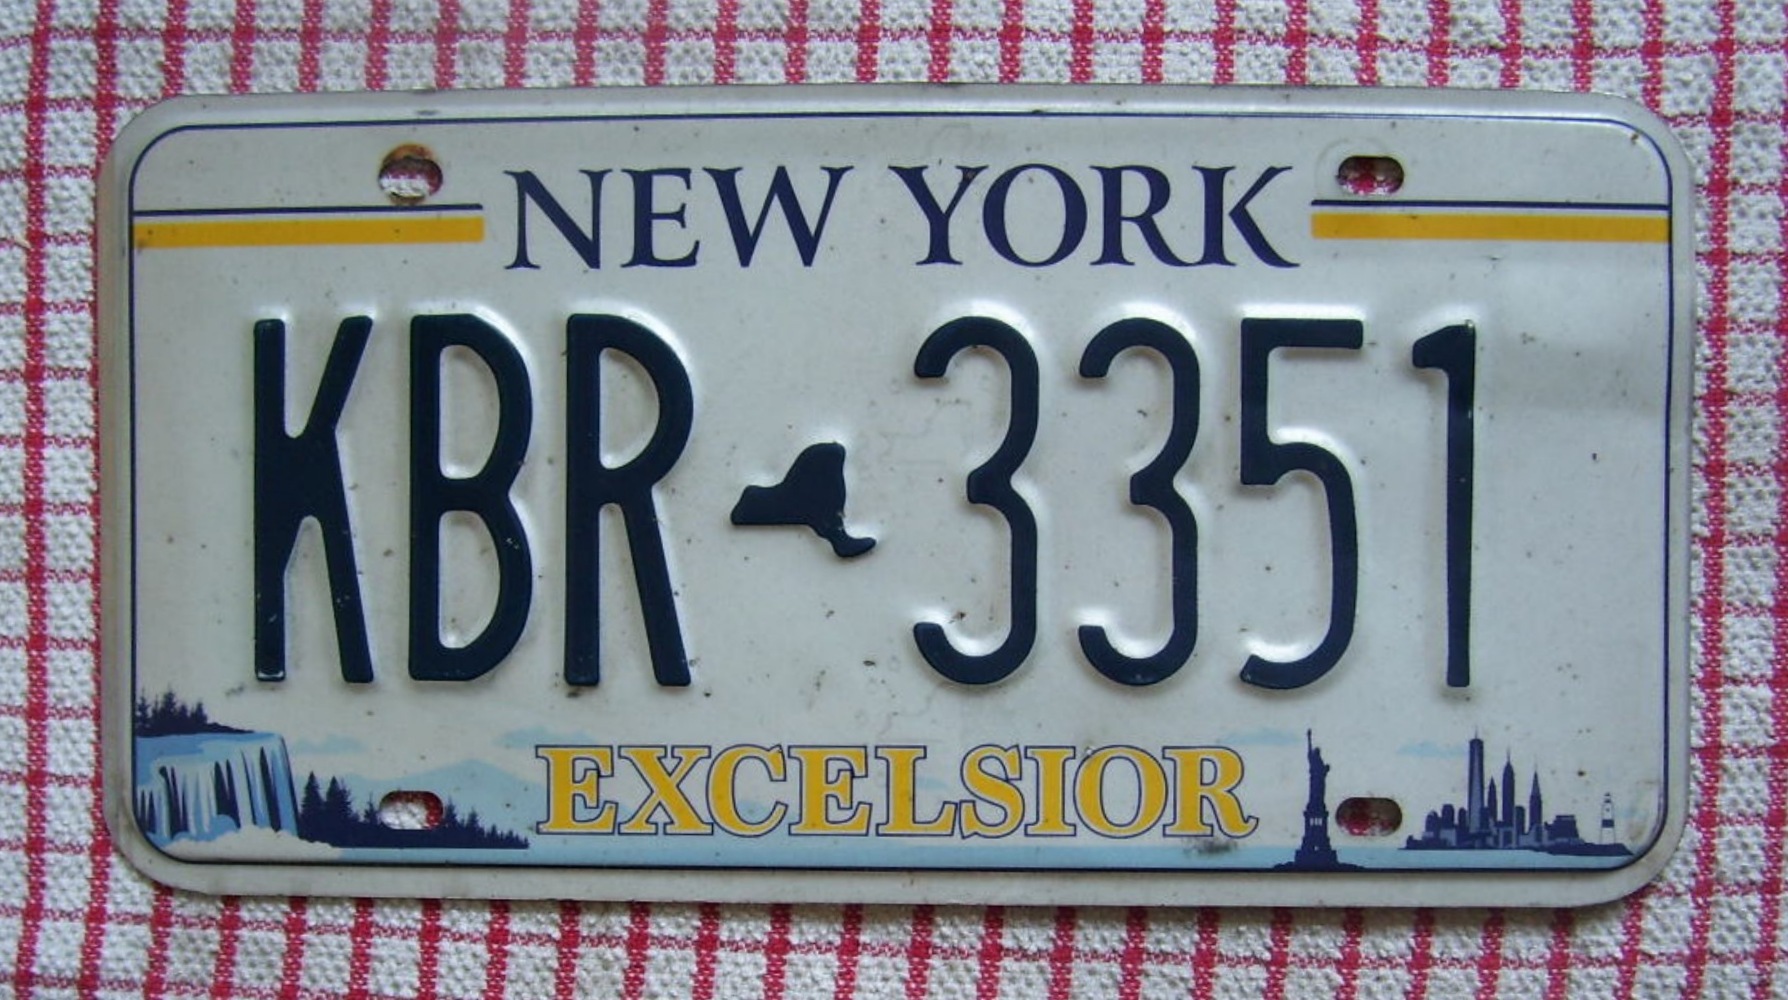 NEW YORK
KBR 3351
EXCELSIOR